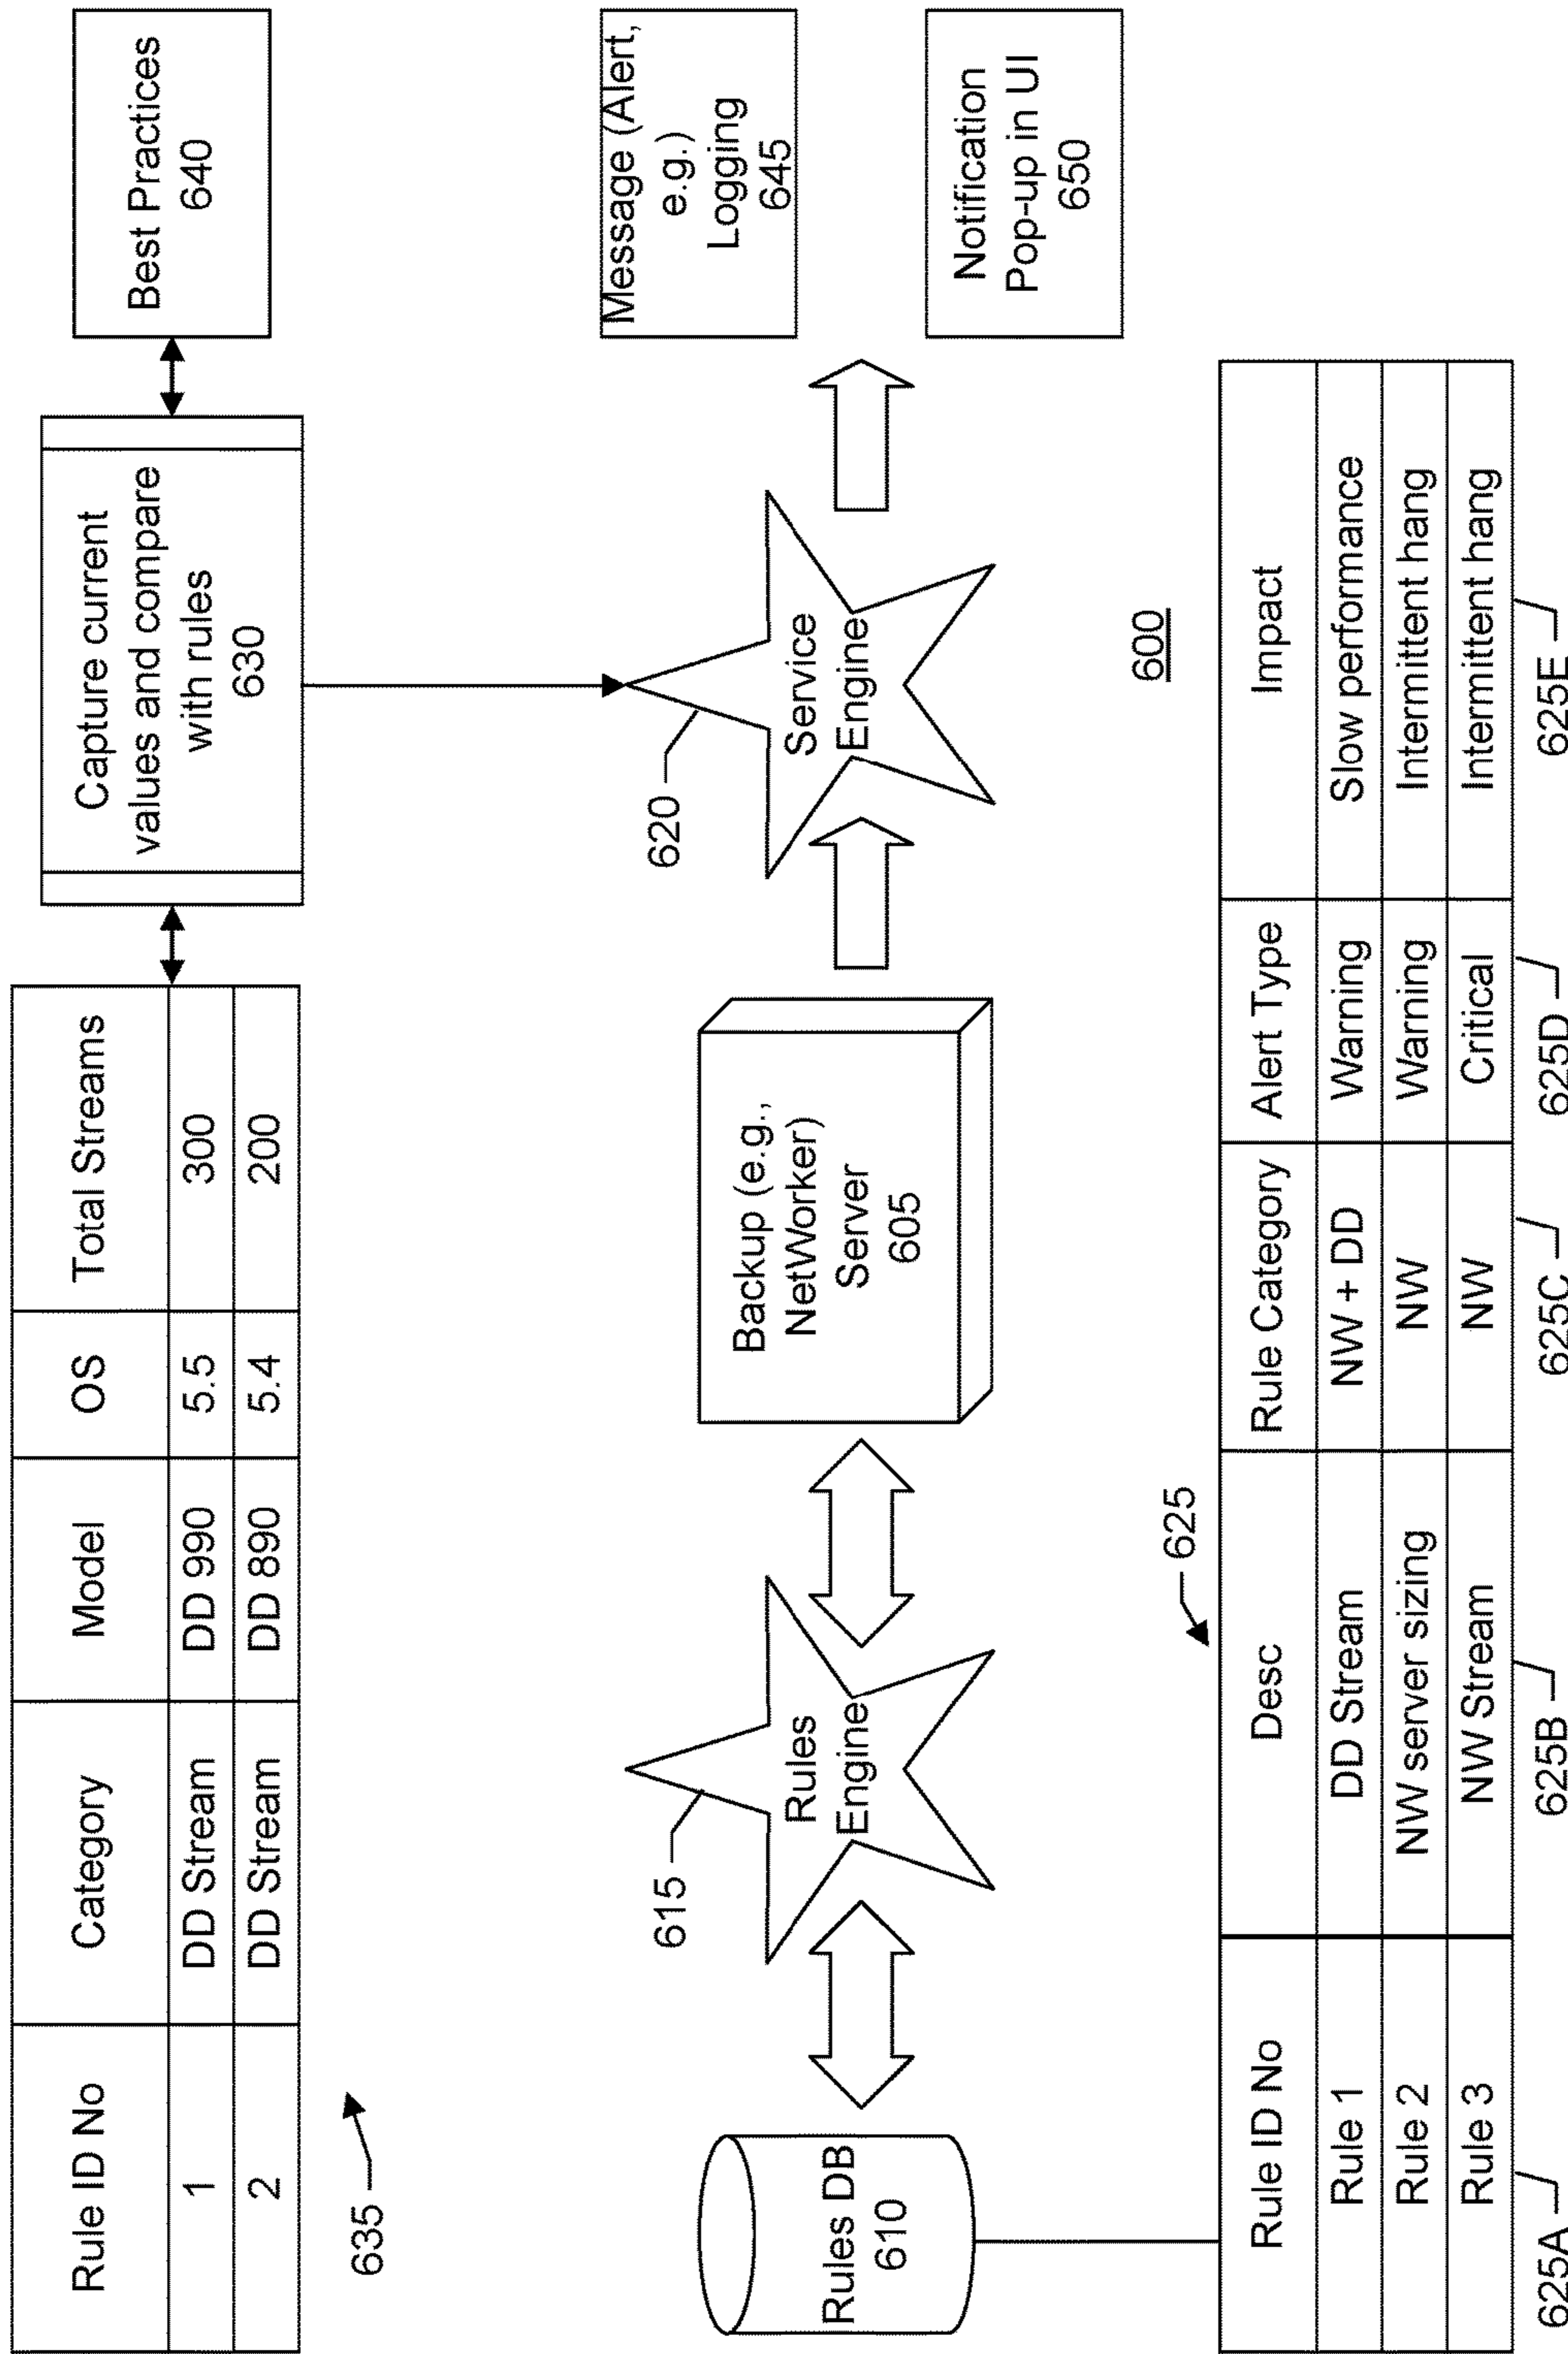 Rule ID No Category Model OS Total Streams
1 DD Stream DD 990 5.5 300
2 DD Stream DD 890 5.4 200
635
Capture current
values and compare
with rules
630
Best Practices
640
Rules DB
610
615
Rules
Engine
Backup (e.g.,
NetWorker)
Server
605
620
Service
Engine
Message (Alert,
e.g.)
Logging
645
Notification
Pop-up in UI
650
600
625
Rule ID No Desc Rule Category Alert Type Impact
Rule 1 DD Stream NW + DD Warning Slow performance
Rule 2 NW server sizing NW Warning Intermittent hang
Rule 3 NW Stream NW Critical Intermittent hang
625A 625B 625C 625D 625E